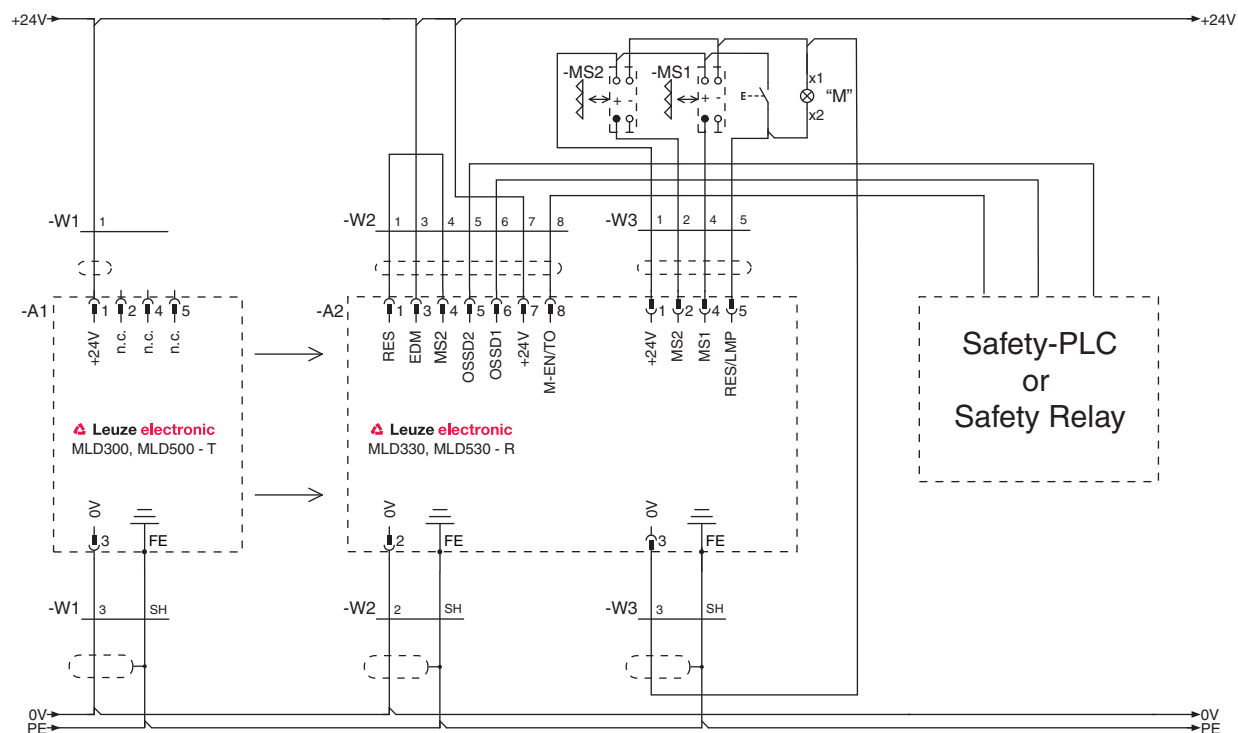 +24V +24V
-MS2 -MS1
x1
+ - + - E "M"
x2
-W1 1
-W2 1 3 4 5 6 7 8
-W3 1 2 4 5
-A1 1 2 4 5
-A2 1 3 4 5 6 7 8
1 2 4 5
+24V n.c. n.c. n.c.
RES EDM MS2 OSSD2 OSSD1 +24V M-EN/TO
+24V MS2 MS1 RES/LMP
Safety-PLC
or
Safety Relay
Leuze electronic
MLD300, MLD500 - T
Leuze electronic
MLD330, MLD530 - R
0V 0V 0V
3 FE 2 FE 3 FE
-W1 3 SH
-W2 2 SH
-W3 3 SH
0V 0V
PE PE